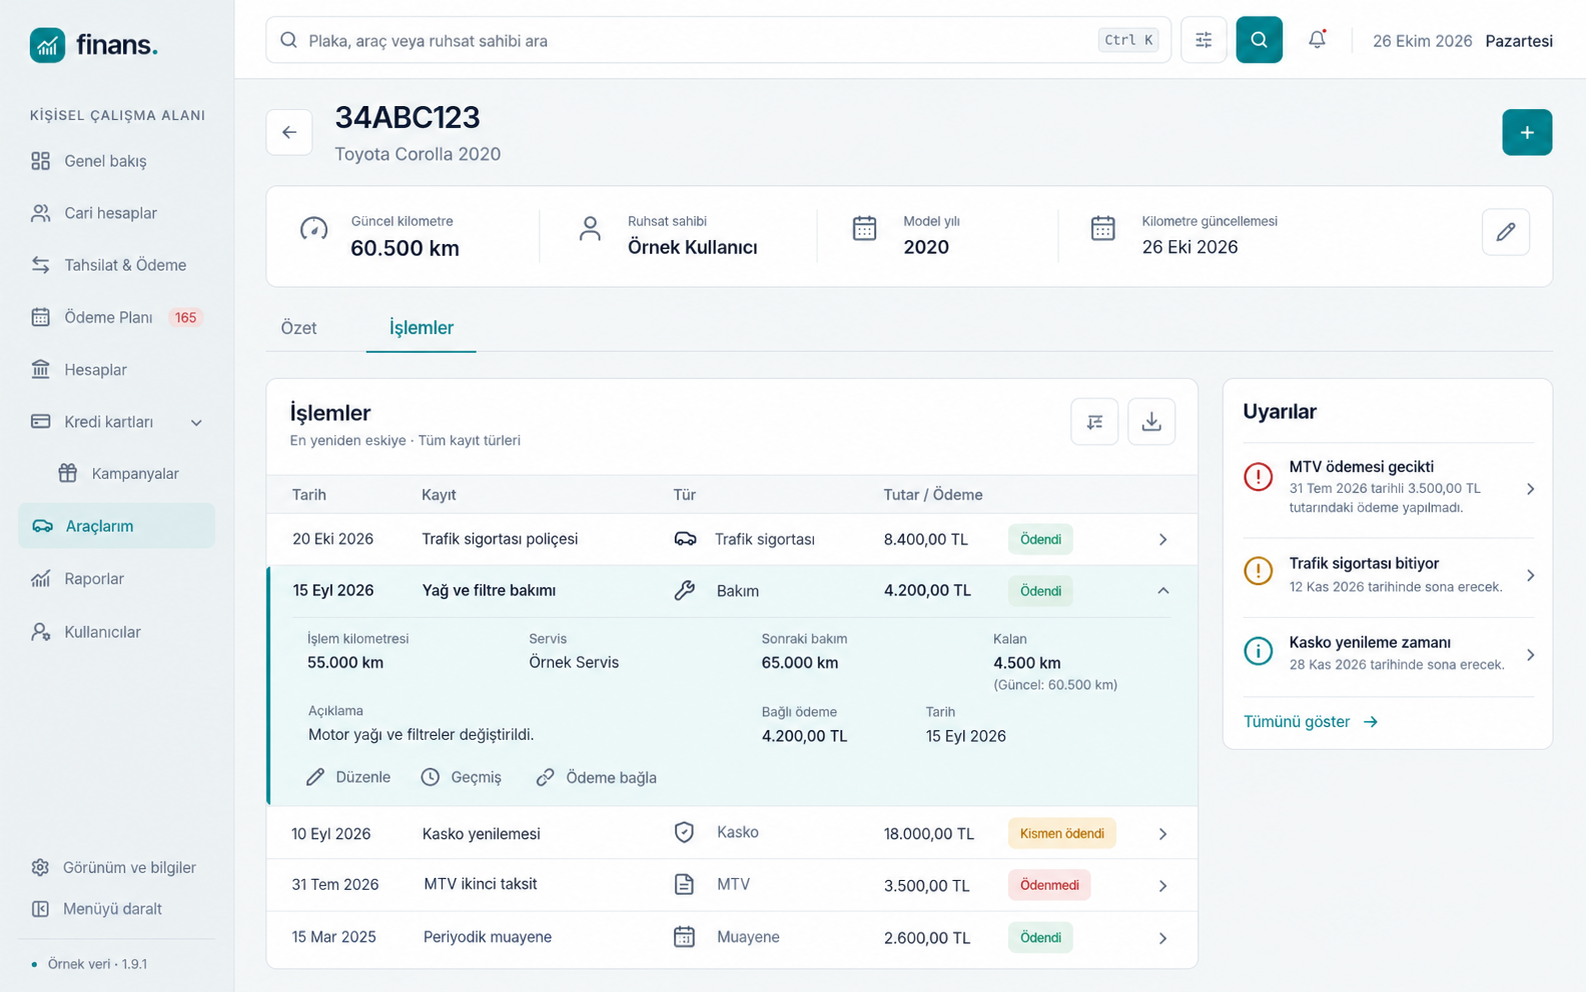 finans.
KİŞİSEL ÇALIŞMA ALANI
Genel bakış
Cari hesaplar
Tahsilat & Ödeme
Ödeme Planı 165
Hesaplar
Kredi kartları
Kampanyalar
Araçlarım
Raporlar
Kullanıcılar
Görünüm ve bilgiler
Menüyü daralt
Örnek veri · 1.9.1
Plaka, araç veya ruhsat sahibi ara Ctrl K
26 Ekim 2026 Pazartesi
34ABC123
Toyota Corolla 2020
Güncel kilometre
60.500 km
Ruhsat sahibi
Örnek Kullanıcı
Model yılı
2020
Kilometre güncellemesi
26 Eki 2026
Özet İşlemler
İşlemler
En yeniden eskiye · Tüm kayıt türleri
Tarih Kayıt Tür Tutar / Ödeme
20 Eki 2026 Trafik sigortası poliçesi Trafik sigortası 8.400,00 TL Ödendi
15 Eyl 2026 Yağ ve filtre bakımı Bakım 4.200,00 TL Ödendi
İşlem kilometresi Servis Sonraki bakım Kalan
55.000 km Örnek Servis 65.000 km 4.500 km
(Güncel: 60.500 km)
Açıklama Bağlı ödeme Tarih
Motor yağı ve filtreler değiştirildi. 4.200,00 TL 15 Eyl 2026
Düzenle Geçmiş Ödeme bağla
10 Eyl 2026 Kasko yenilemesi Kasko 18.000,00 TL Kısmen ödendi
31 Tem 2026 MTV ikinci taksit MTV 3.500,00 TL Ödenmedi
15 Mar 2025 Periyodik muayene Muayene 2.600,00 TL Ödendi
Uyarılar
MTV ödemesi gecikti
31 Tem 2026 tarihli 3.500,00 TL
tutarındaki ödeme yapılmadı.
Trafik sigortası bitiyor
12 Kas 2026 tarihinde sona erecek.
Kasko yenileme zamanı
28 Kas 2026 tarihinde sona erecek.
Tümünü göster